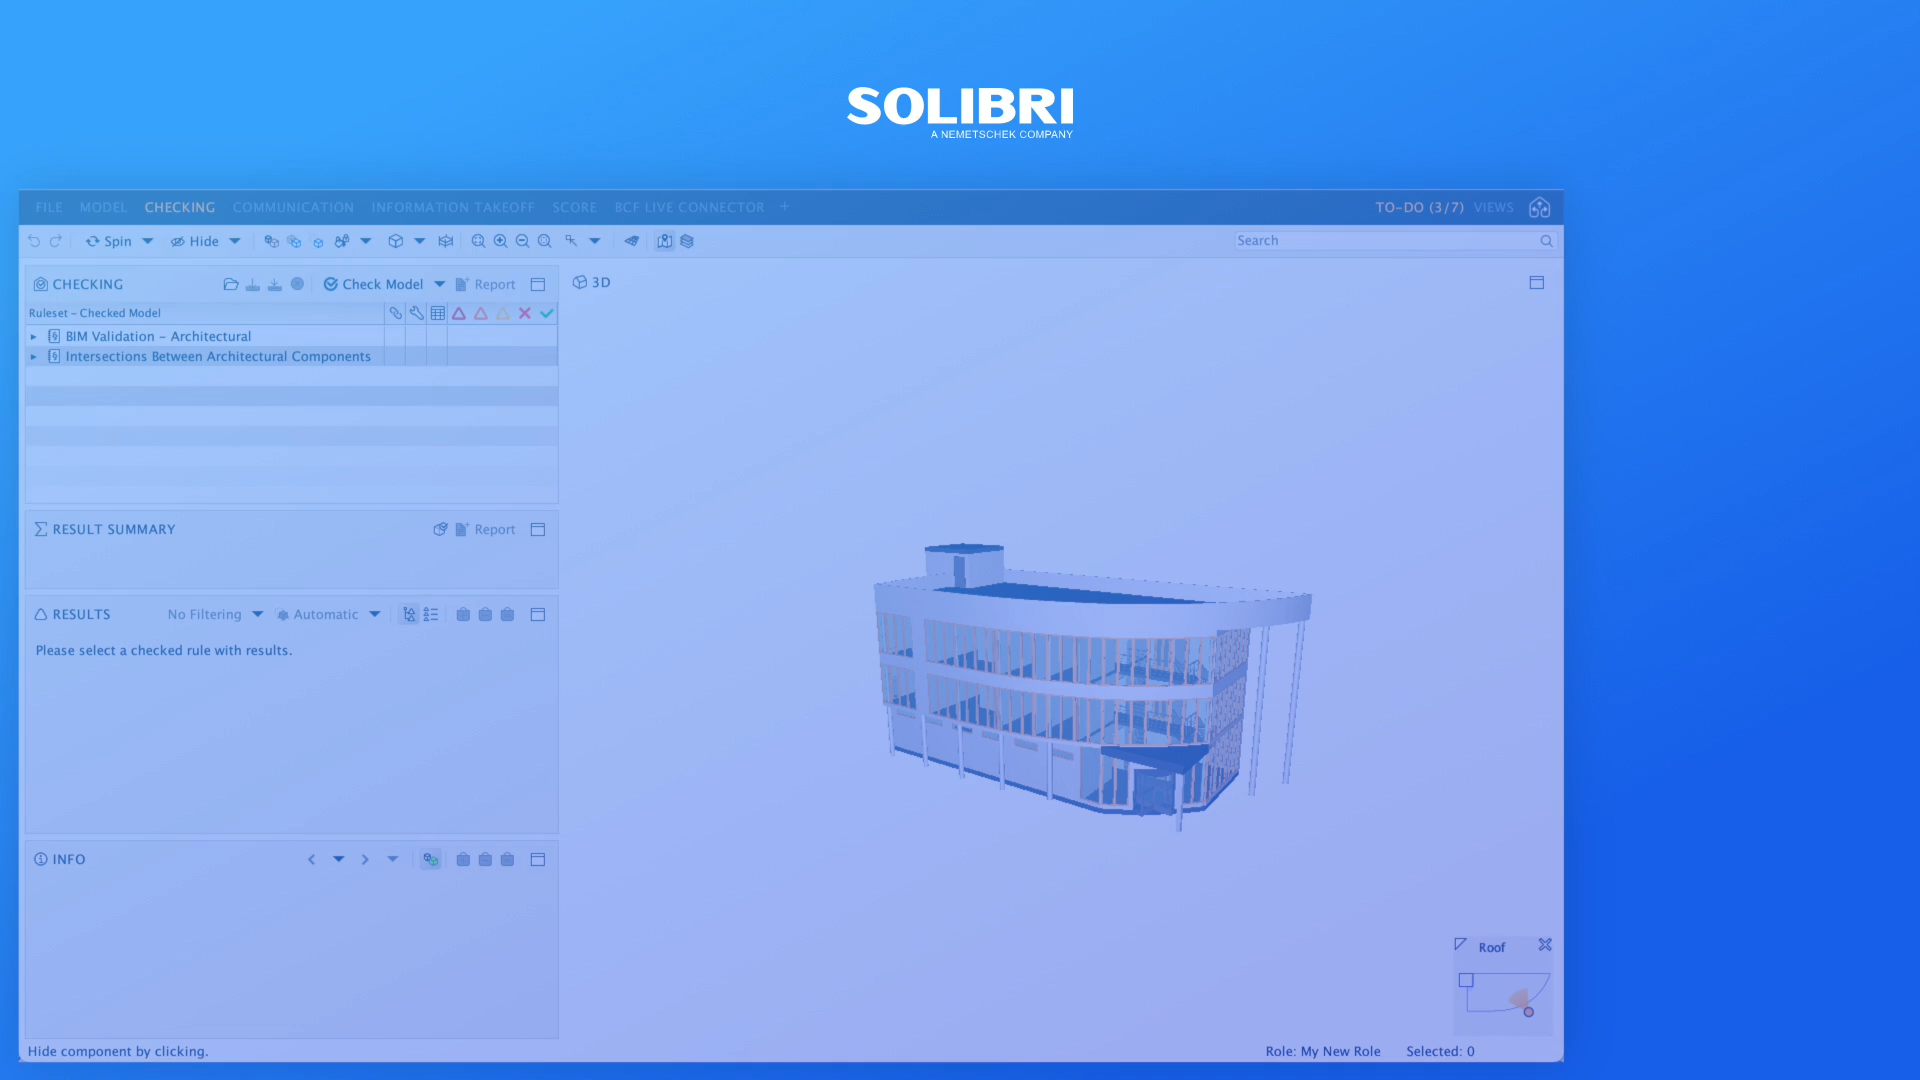 SOLIBRI
A NEMETSCHEK COMPANY
FILE MODEL CHECKING COMMUNICATION INFORMATION TAKEOFF SCORE BCF LIVE CONNECTOR + TO-DO (3/7) VIEWS
Spin Hide Search
CHECKING Check Model Report
3D
Ruleset - Checked Model
BIM Validation - Architectural
Intersections Between Architectural Components
RESULT SUMMARY Report
RESULTS No Filtering Automatic
Please select a checked rule with results.
INFO
Roof
Hide component by clicking. Role: My New Role Selected: 0